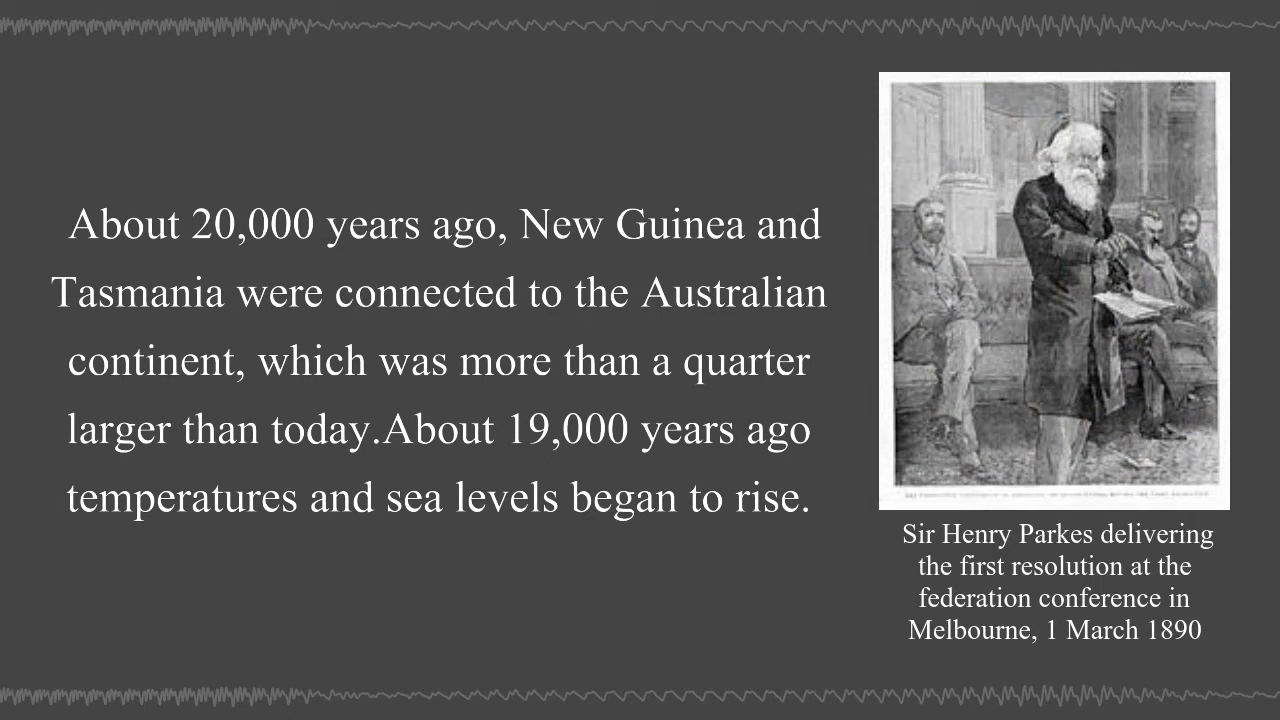 About 20,000 years ago, New Guinea and
Tasmania were connected to the Australian
continent, which was more than a quarter
larger than today.About 19,000 years ago
temperatures and sea levels began to rise.
Sir Henry Parkes delivering
the first resolution at the
federation conference in
Melbourne, 1 March 1890